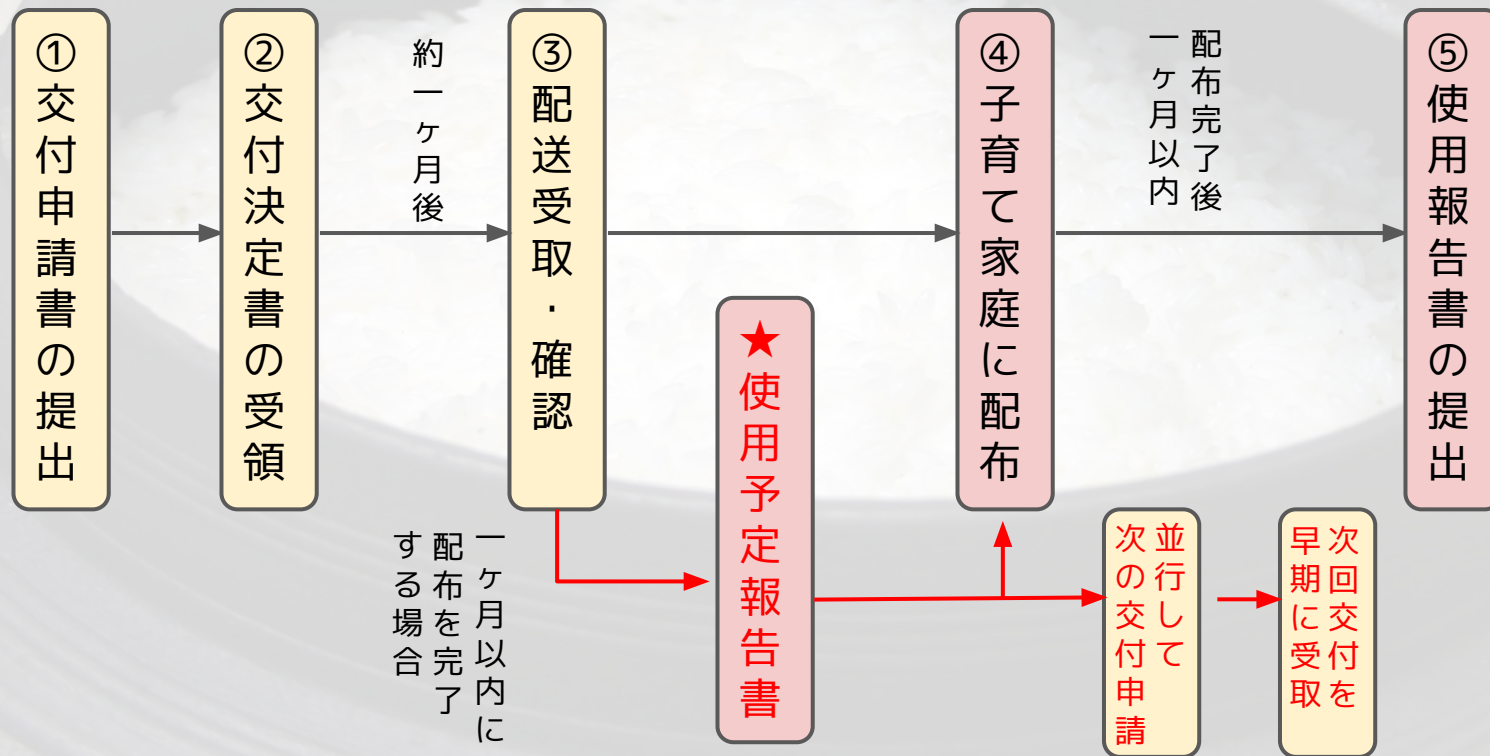 ①交付申請書の提出
②交付決定書の受領
約一ヶ月後
③配送受取・確認
④子育て家庭に配布
配布完了後
一ヶ月以内
⑤使用報告書の提出
一ヶ月以内に
配布を完了
する場合
★使用予定報告書
並行して
次の交付申請
次回交付を
早期に受取